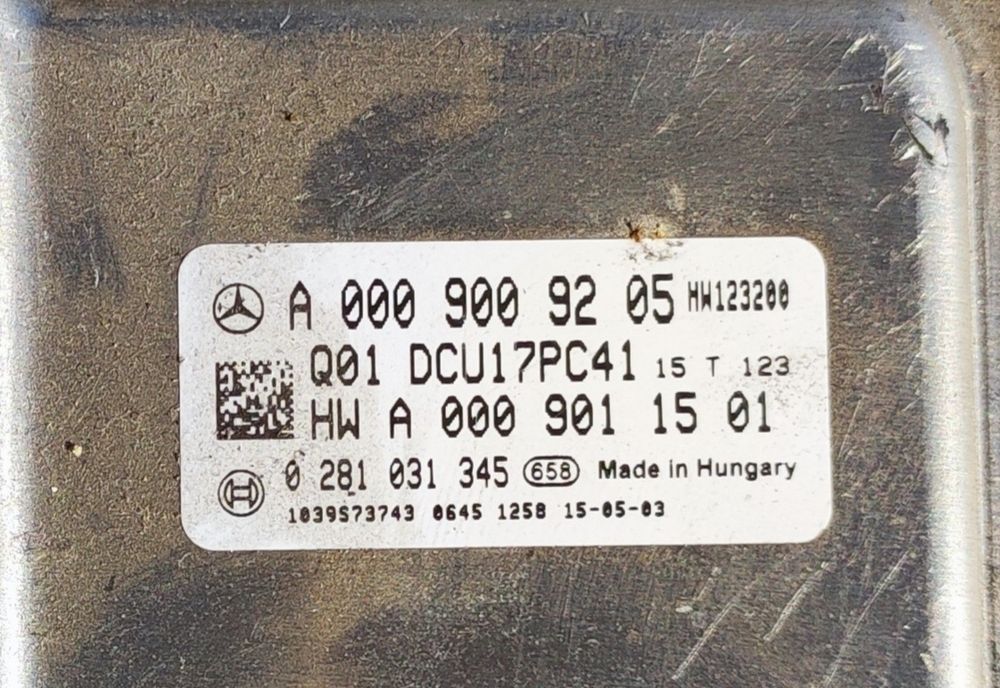 A 000 900 92 05 HW123200
Q01 DCU17PC41 15 T 123
HW A 000 901 15 01
0 281 031 345 658 Made in Hungary
1039S73743 0645 1258 15-05-03